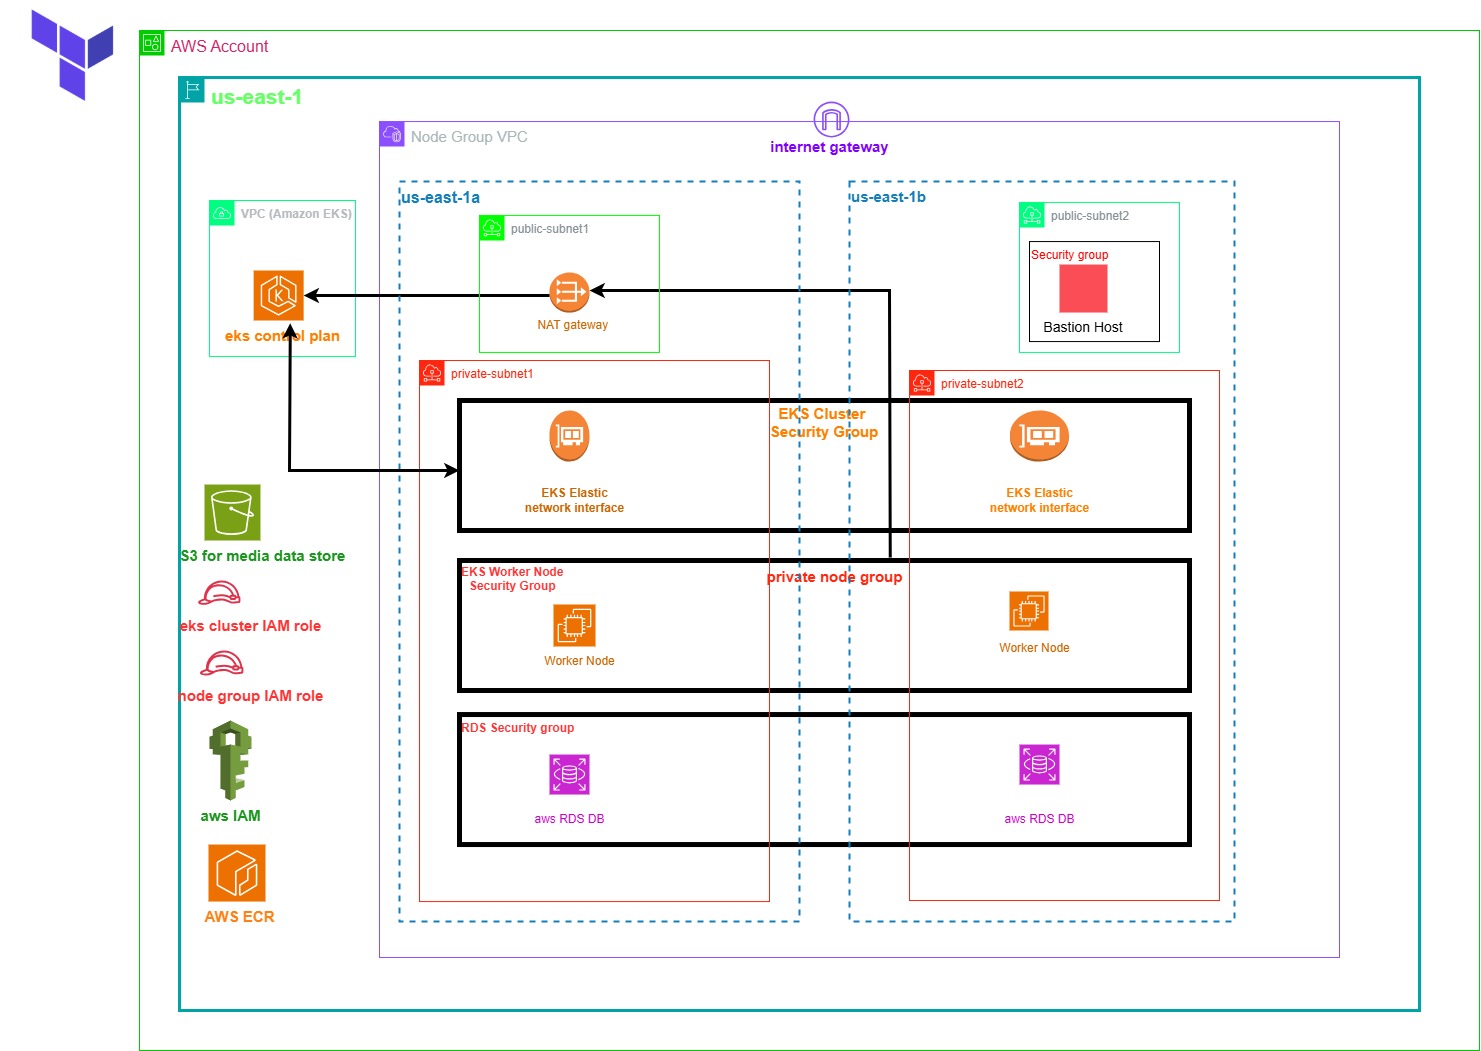 AWS Account
us-east-1
Node Group VPC
internet gateway
us-east-1a
us-east-1b
VPC (Amazon EKS)
public-subnet1
public-subnet2
Security group
Bastion Host
NAT gateway
eks control plan
private-subnet1
private-subnet2
EKS Cluster
Security Group
EKS Elastic
network interface
EKS Elastic
network interface
S3 for media data store
EKS Worker Node
Security Group
private node group
eks cluster IAM role
Worker Node
Worker Node
node group IAM role
RDS Security group
aws IAM
aws RDS DB
aws RDS DB
AWS ECR